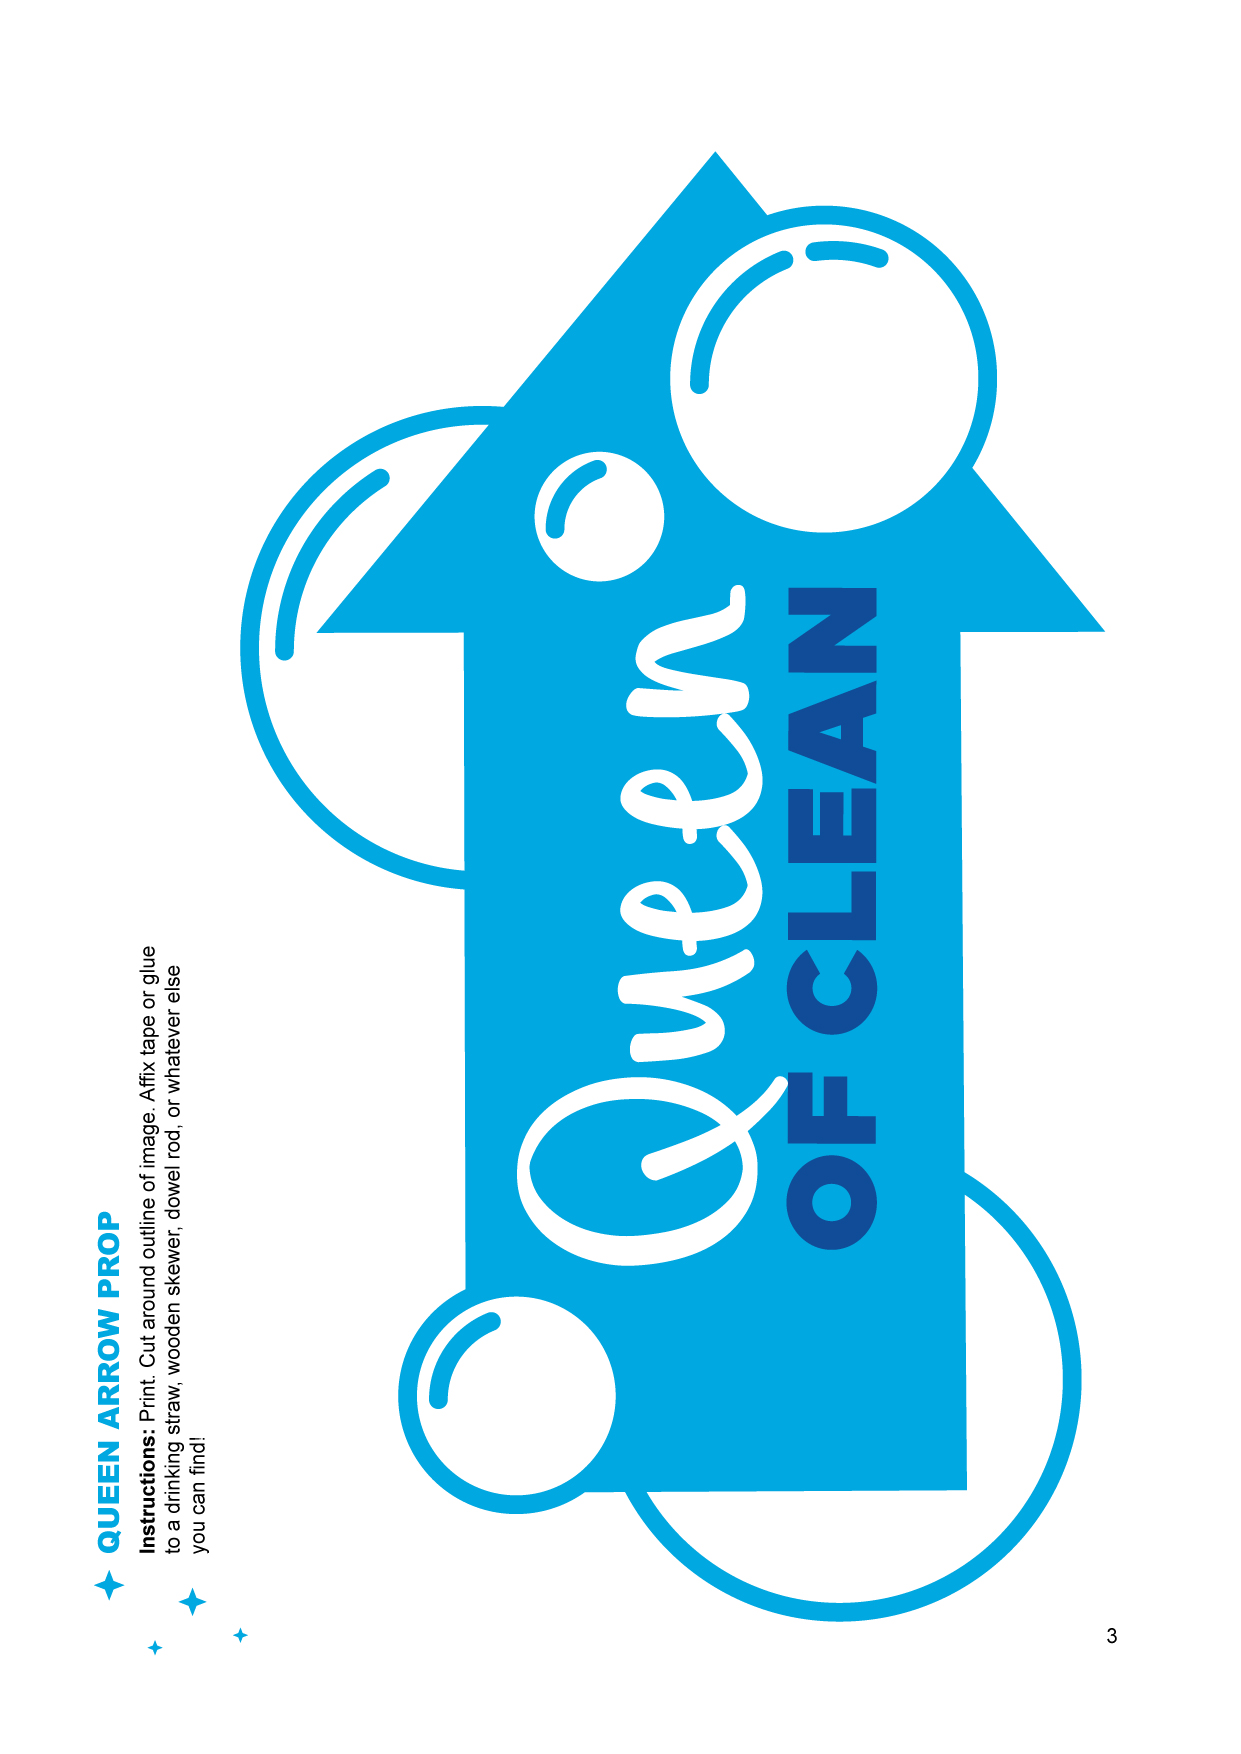 QUEEN ARROW PROP
Instructions: Print. Cut around outline of image. Affix tape or glue
to a drinking straw, wooden skewer, dowel rod, or whatever else
you can find!
Queen
OF CLEAN
3